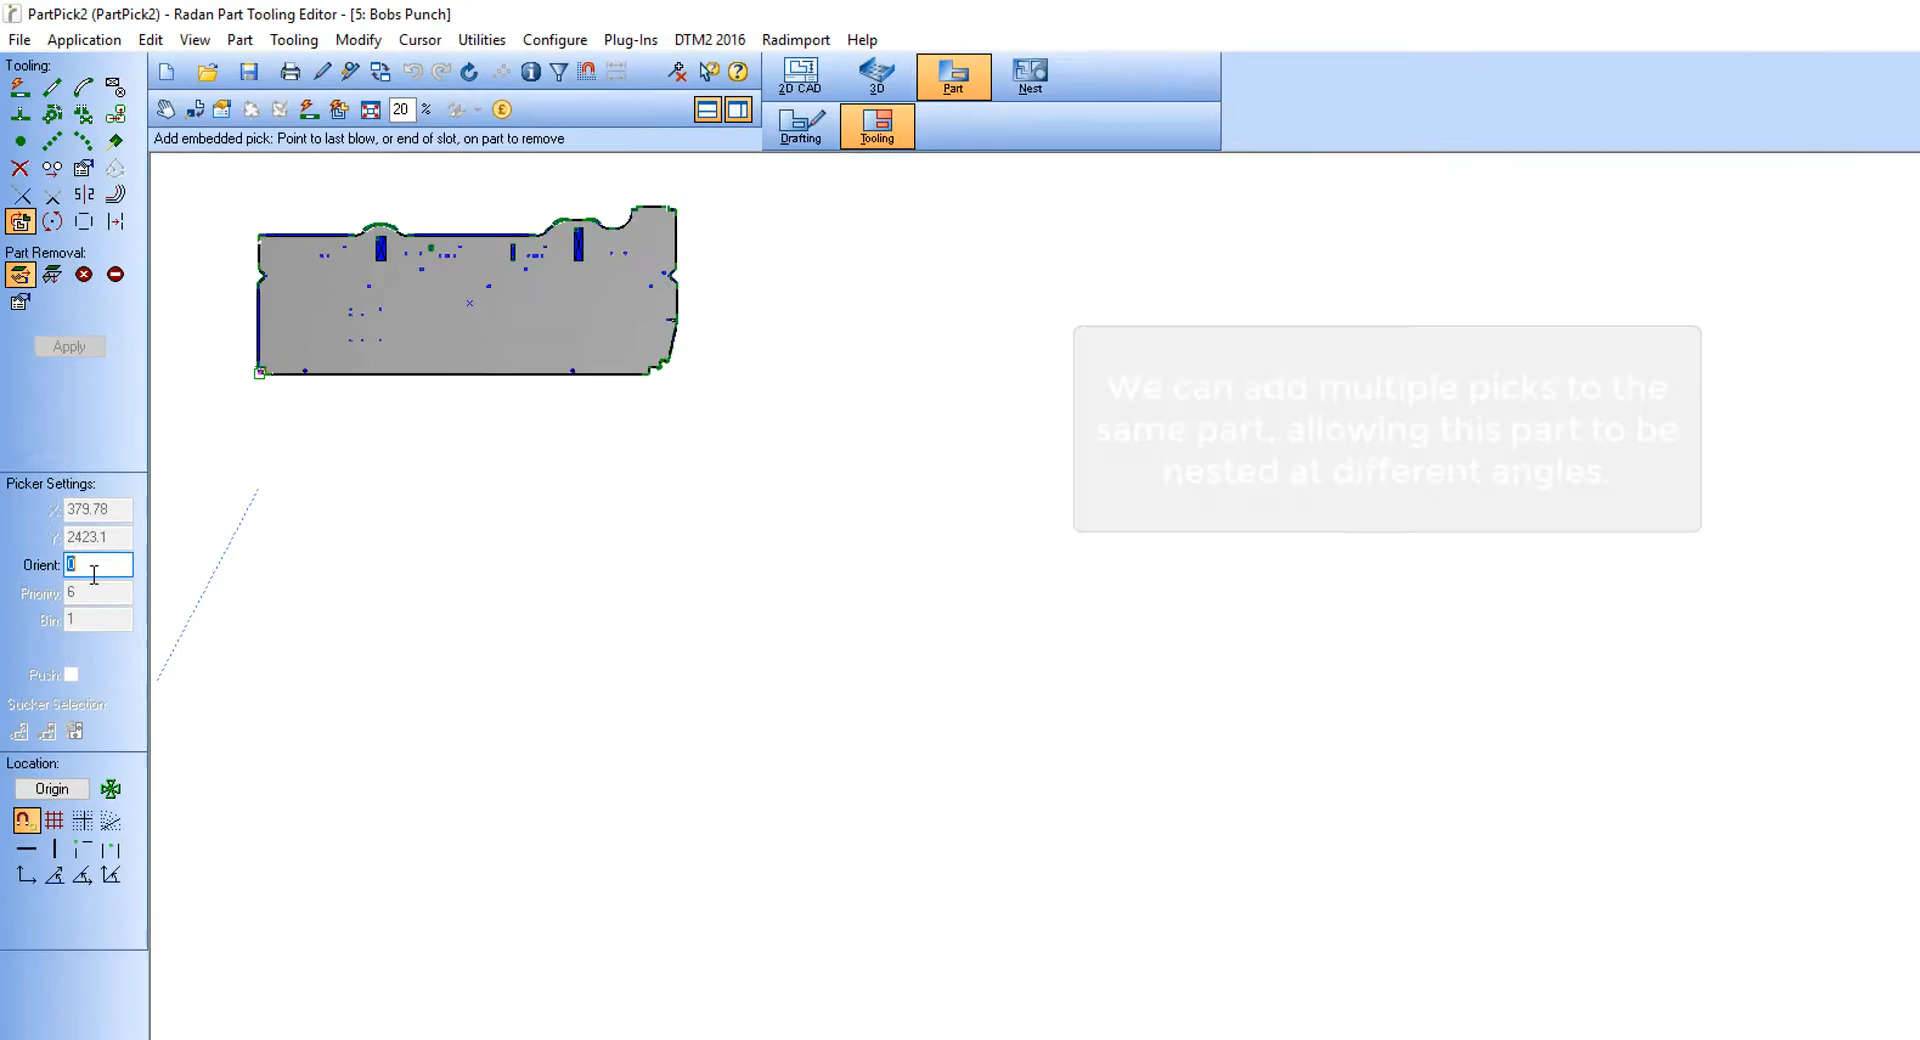 PartPick2 (PartPick2) - Radan Part Tooling Editor - [5: Bobs Punch]
File Application Edit View Part Tooling Modify Cursor Utilities Configure Plug-Ins DTM2 2016 Radimport Help
Tooling:
2D CAD 3D Part Nest
20 %
Add embedded pick: Point to last blow, or end of slot, on part to remove
Drafting Tooling
Part Removal:
Apply
We can add multiple picks to the
same part, allowing this part to be
nested at different angles.
Picker Settings:
X: 379.78
Y: 2423.1
Orient: 0
Priority: 6
Bin: 1
Push:
Sucker Selection:
Location:
Origin